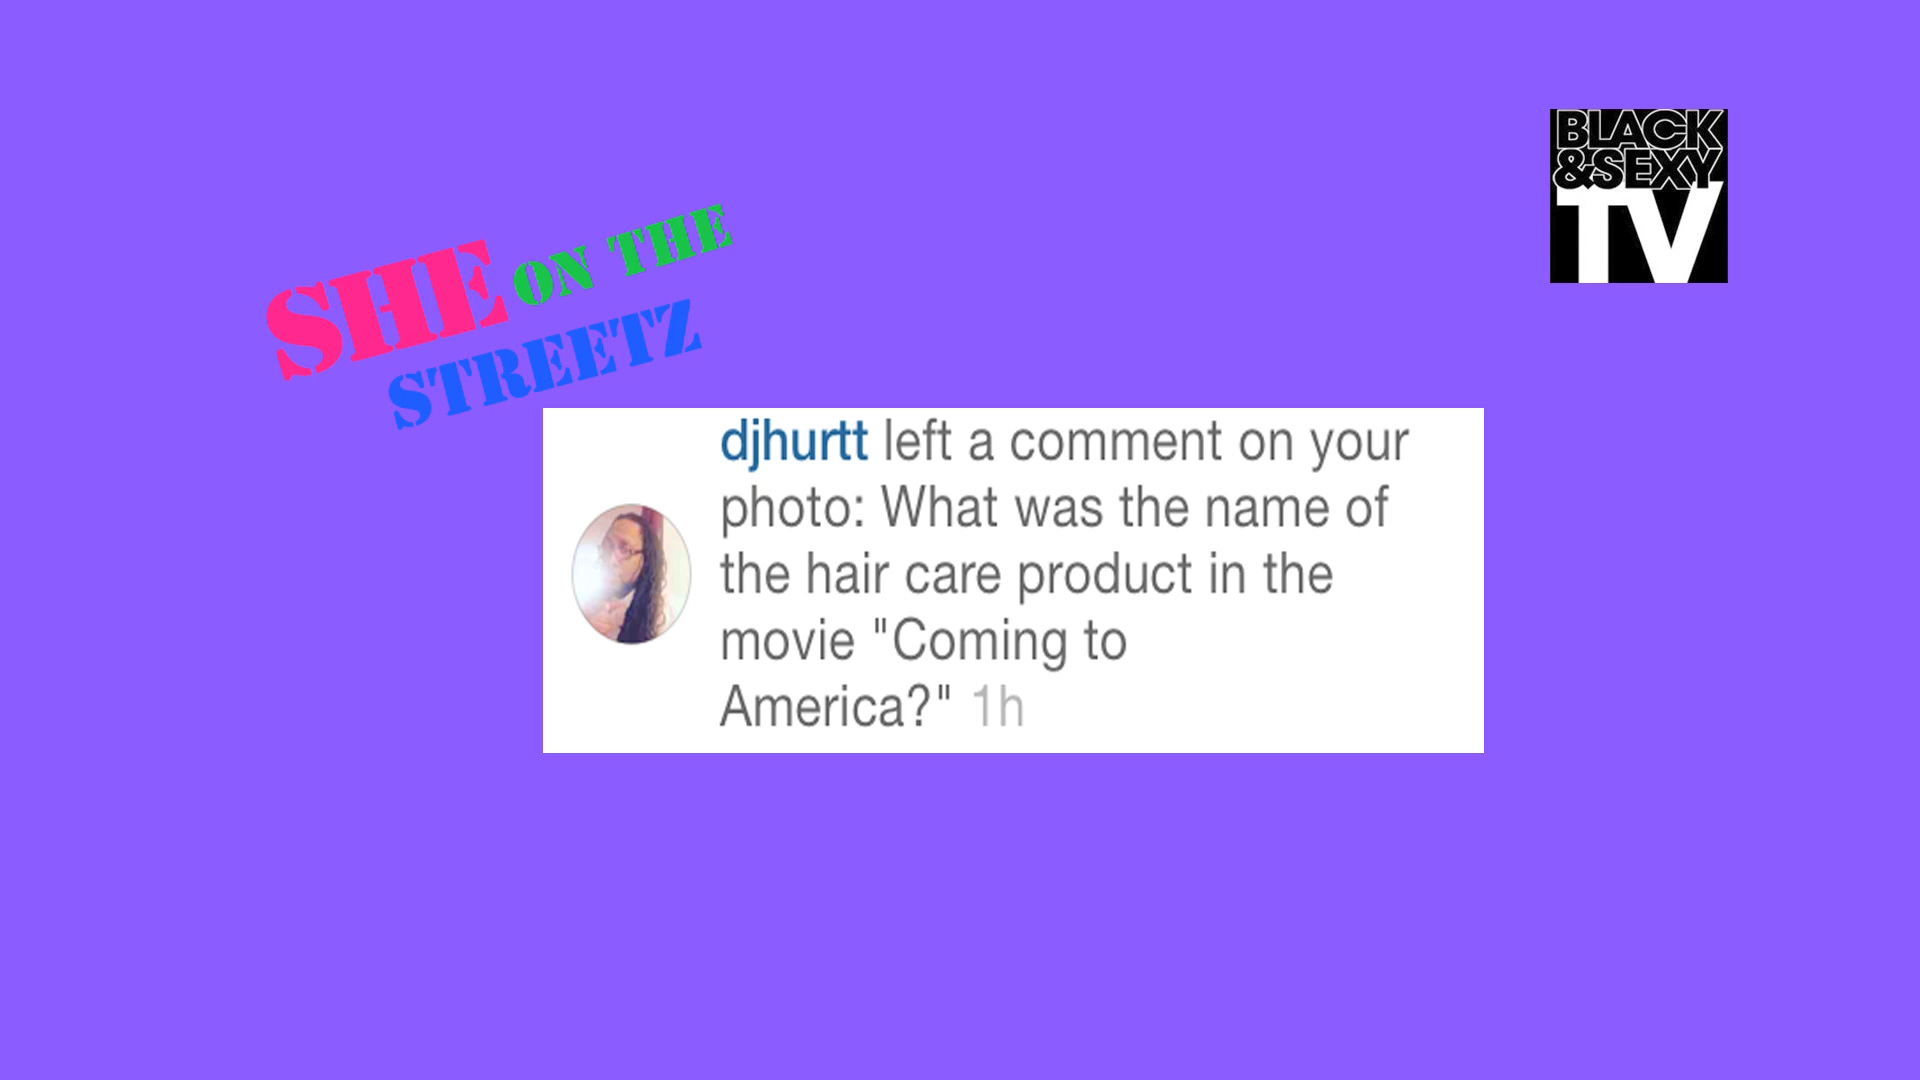 SHE ON THE
STREETZ
BLACK
&SEXY
TV
djhurtt left a comment on your
photo: What was the name of
the hair care product in the
movie "Coming to
America?" 1h